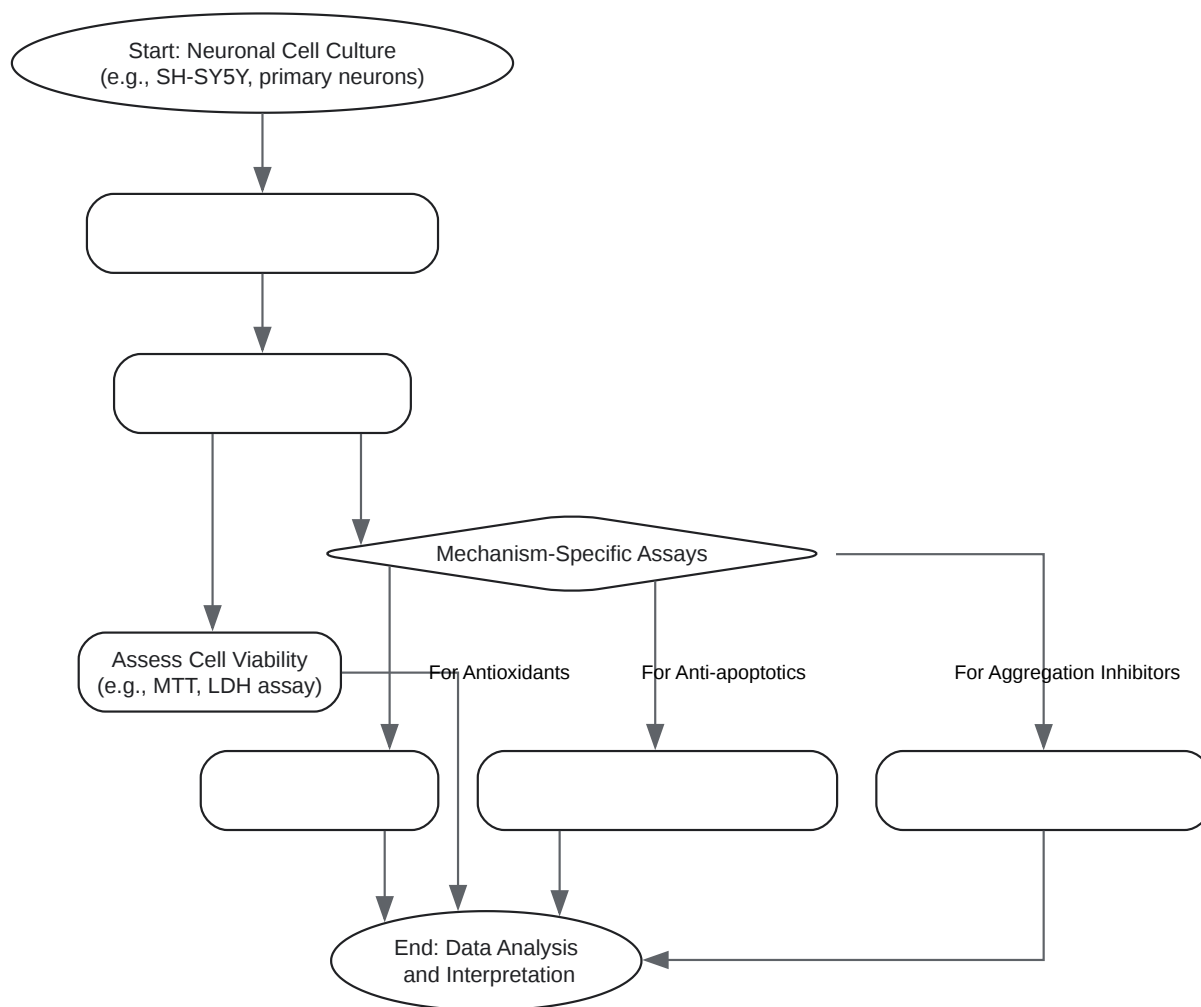 Start: Neuronal Cell Culture
(e.g., SH-SY5Y, primary neurons)
Mechanism-Specific Assays
Assess Cell Viability
(e.g., MTT, LDH assay)
For Antioxidants
For Anti-apoptotics
For Aggregation Inhibitors
End: Data Analysis
and Interpretation